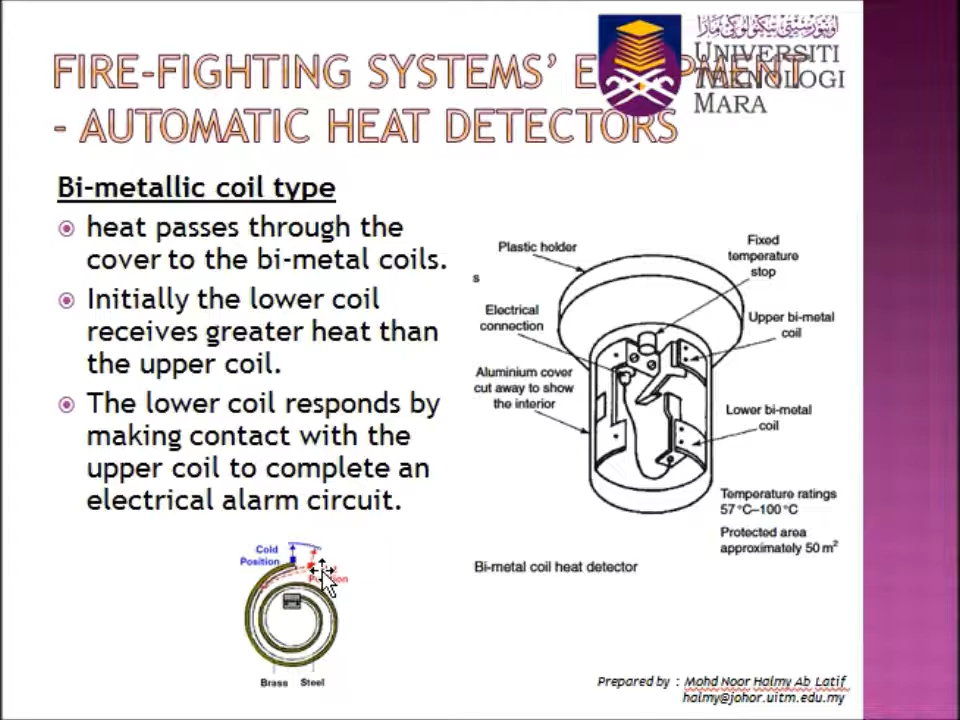 FIRE-FIGHTING SYSTEMS’ E PMENT
- AUTOMATIC HEAT DETECTORS
UNIVERSITI
TEKNOLOGI
MARA
Bi-metallic coil type
heat passes through the
cover to the bi-metal coils.
Initially the lower coil
receives greater heat than
the upper coil.
The lower coil responds by
making contact with the
upper coil to complete an
electrical alarm circuit.
Cold
Position
Brass
Steel
Plastic holder
s
Electrical
connection
Aluminium cover
cut away to show
the interior
Fixed
temperature
stop
Upper bi-metal
coil
Lower bi-metal
coil
Temperature ratings
57 °C–100 °C
Protected area
approximately 50 m²
Bi-metal coil heat detector
Prepared by : Mohd Noor Halmy Ab Latif
halmy@johor.uitm.edu.my